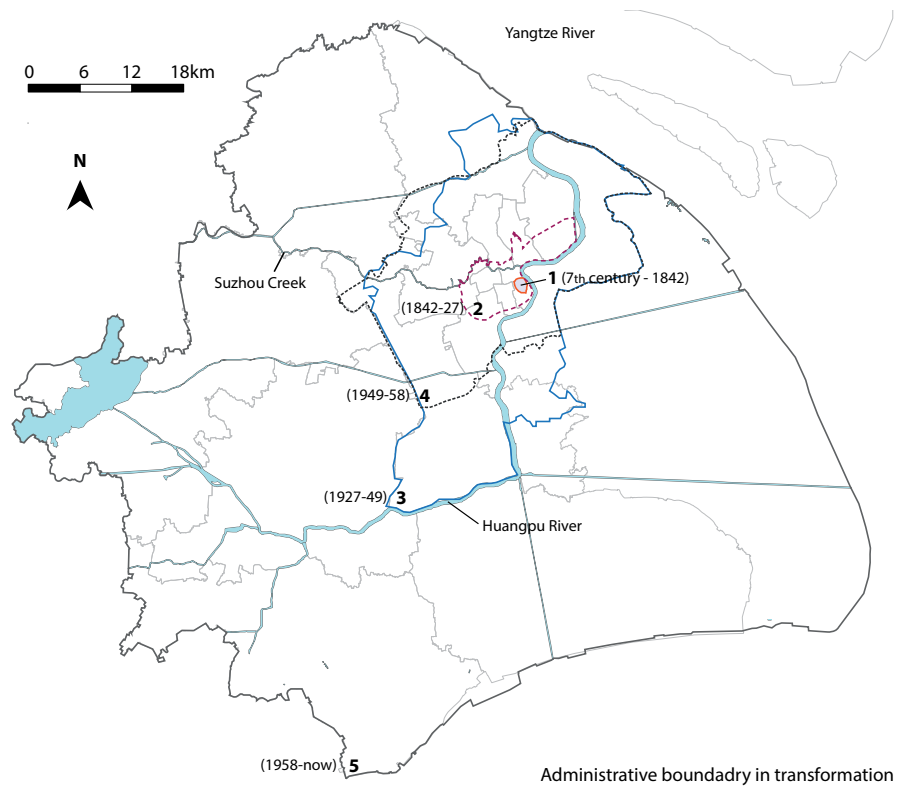 Yangtze River
0 6 12 18km
N
Suzhou Creek
1 (7th century - 1842)
(1842-27) 2
(1949-58) 4
(1927-49) 3
Huangpu River
(1958-now) 5
Administrative boundadry in transformation